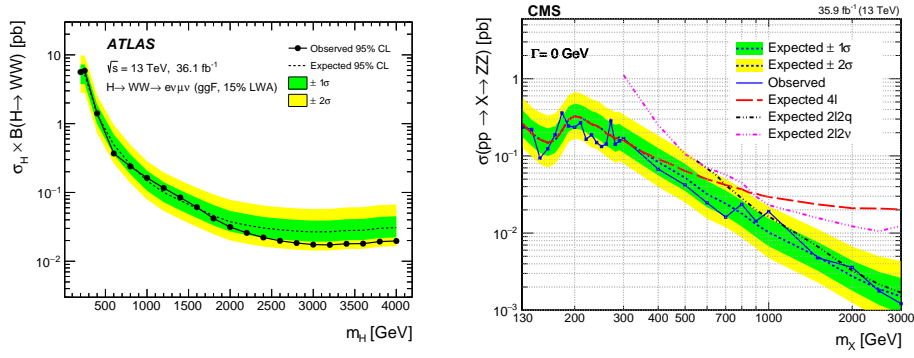 σ_H × B(H→ WW) [pb]
10
1
10⁻¹
10⁻²
ATLAS
√s = 13 TeV, 36.1 fb⁻¹
H→ WW→ eνμν (ggF, 15% LWA)
Observed 95% CL
Expected 95% CL
± 1σ
± 2σ
500 1000 1500 2000 2500 3000 3500 4000
m_H [GeV]
CMS
35.9 fb⁻¹ (13 TeV)
σ(pp → X→ ZZ) [pb]
1
10⁻¹
10⁻²
10⁻³
Γ = 0 GeV
Expected ± 1σ
Expected ± 2σ
Observed
Expected 4l
Expected 2l2q
Expected 2l2ν
130 200 300 400 500 1000 2000 3000
m_X [GeV]